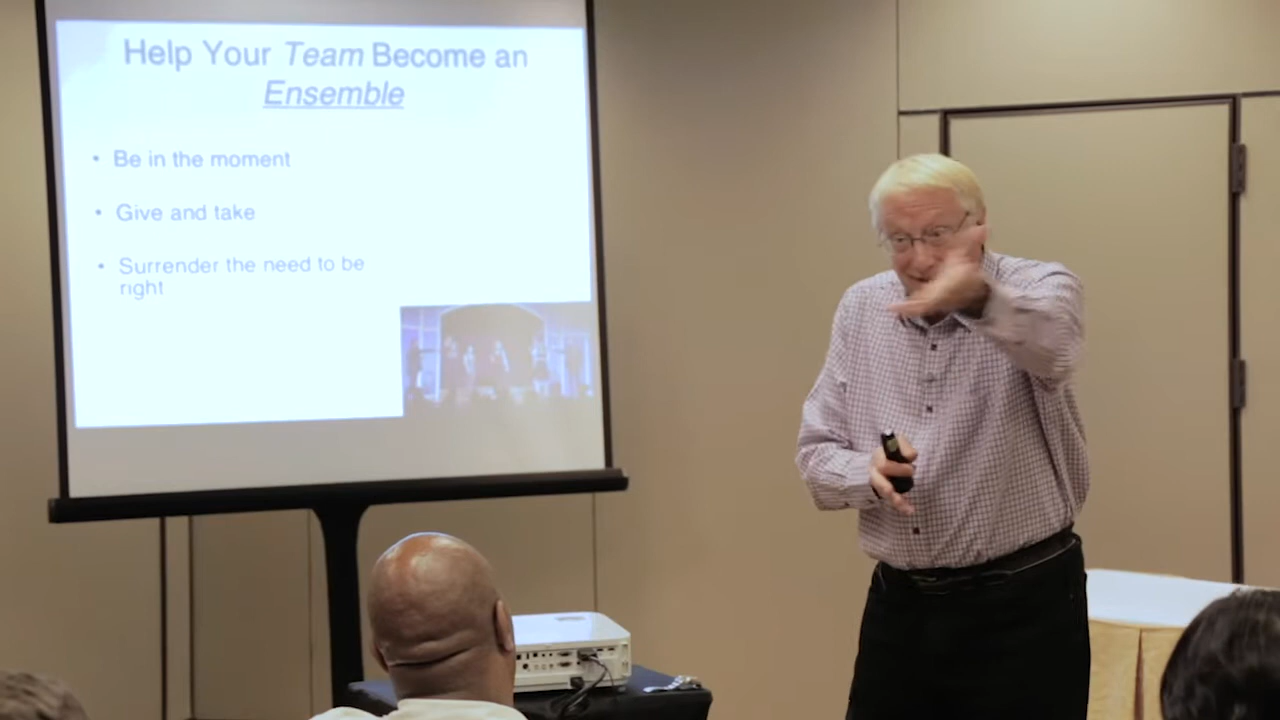 Help Your Team Become an
Ensemble
• Be in the moment
• Give and take
• Surrender the need to be
right